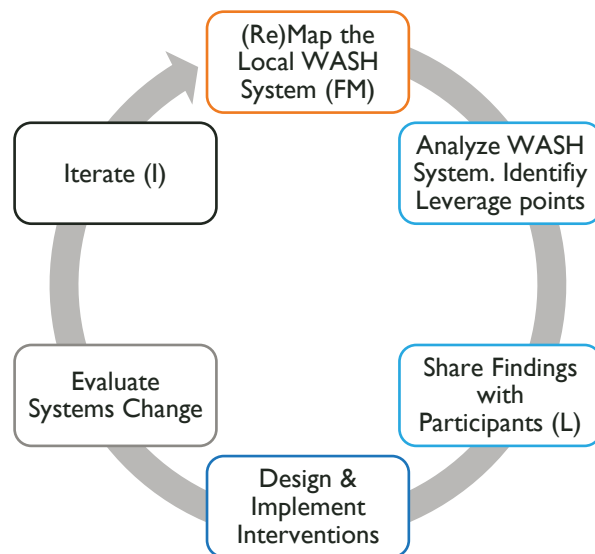 (Re)Map the
Local WASH
System (FM)
Analyze WASH
System. Identifiy
Leverage points
Share Findings
with
Participants (L)
Design &
Implement
Interventions
Evaluate
Systems Change
Iterate (I)